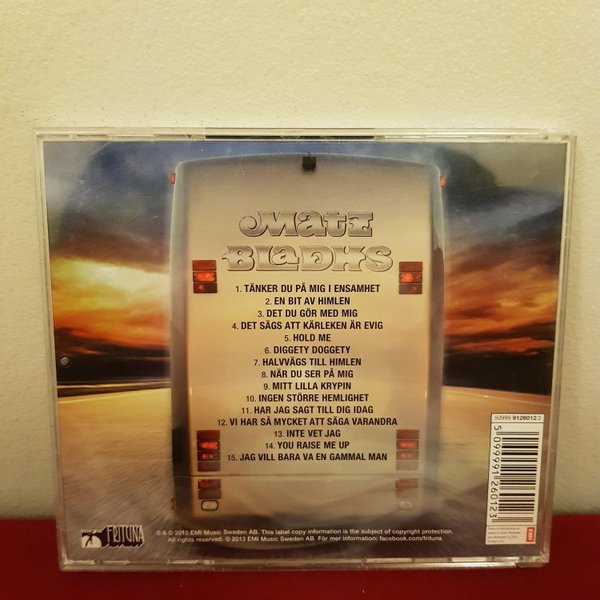 Matz
BLaDHS
1. TÄNKER DU PÅ MIG I ENSAMHET
2. EN BIT AV HIMLEN
3. DET DU GÖR MED MIG
4. DET SÄGS ATT KÄRLEKEN ÄR EVIG
5. HOLD ME
6. DIGGETY DOGGETY
7. HALVVÄGS TILL HIMLEN
8. NÄR DU SER PÅ MIG
9. MITT LILLA KRYPIN
10. INGEN STÖRRE HEMLIGHET
11. HAR JAG SAGT TILL DIG IDAG
12. VI HAR SÅ MYCKET ATT SÄGA VARANDRA
13. INTE VET JAG
14. YOU RAISE ME UP
15. JAG VILL BARA VA EN GAMMAL MAN
50999 9126012 3
5 099991 260123
EMI
FRITUNA
℗ & © 2013 EMI Music Sweden AB. This label copy information is the subject of copyright protection.
All rights reserved. © 2013 EMI Music Sweden AB. För mer information: facebook.com/frituna